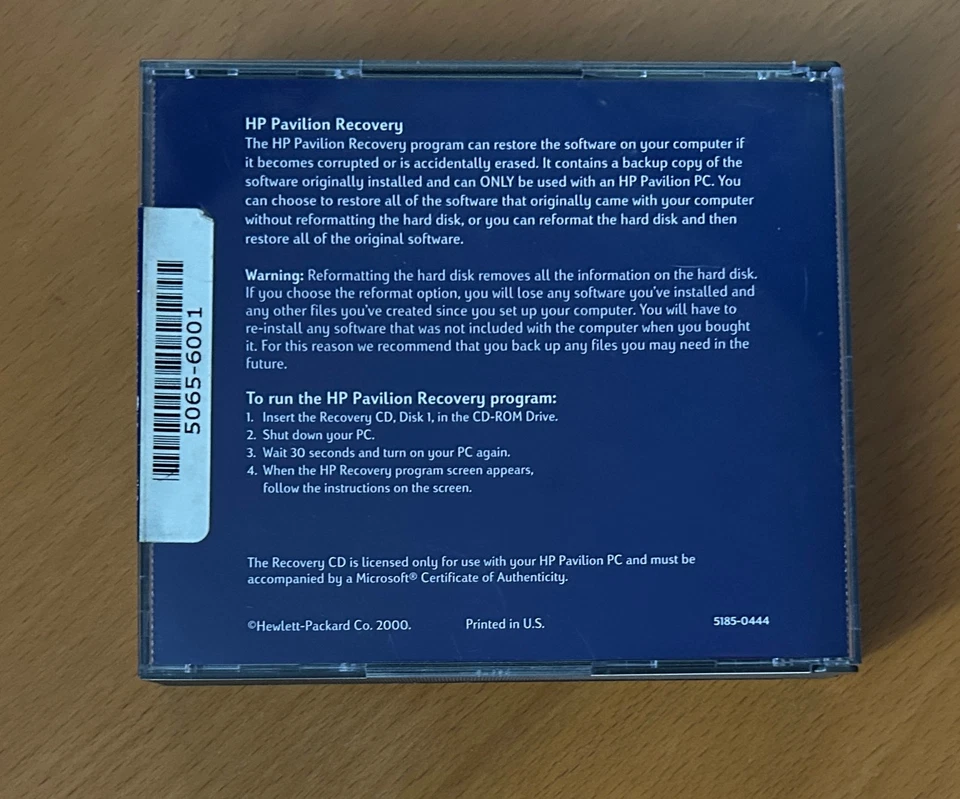 HP Pavilion Recovery
The HP Pavilion Recovery program can restore the software on your computer if
it becomes corrupted or is accidentally erased. It contains a backup copy of the
software originally installed and can ONLY be used with an HP Pavilion PC. You
can choose to restore all of the software that originally came with your computer
without reformatting the hard disk, or you can reformat the hard disk and then
restore all of the original software.
Warning: Reformatting the hard disk removes all the information on the hard disk.
If you choose the reformat option, you will lose any software you've installed and
any other files you've created since you set up your computer. You will have to
re-install any software that was not included with the computer when you bought
it. For this reason we recommend that you back up any files you may need in the
future.
To run the HP Pavilion Recovery program:
1. Insert the Recovery CD, Disk 1, in the CD-ROM Drive.
2. Shut down your PC.
3. Wait 30 seconds and turn on your PC again.
4. When the HP Recovery program screen appears,
follow the instructions on the screen.
The Recovery CD is licensed only for use with your HP Pavilion PC and must be
accompanied by a Microsoft® Certificate of Authenticity.
©Hewlett-Packard Co. 2000. Printed in U.S. 5185-0444
5065-6001